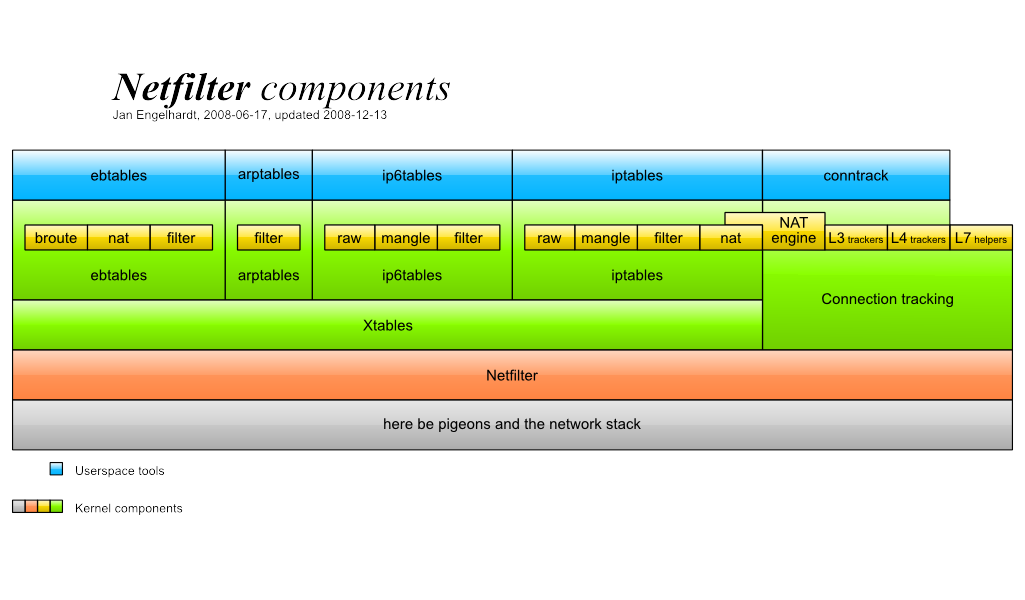 Netfilter components
Jan Engelhardt, 2008-06-17, updated 2008-12-13
ebtables arptables ip6tables iptables conntrack
NAT
broute nat filter filter raw mangle filter raw mangle filter nat engine L3 trackers L4 trackers L7 helpers
ebtables arptables ip6tables iptables
Connection tracking
Xtables
Netfilter
here be pigeons and the network stack
Userspace tools
Kernel components